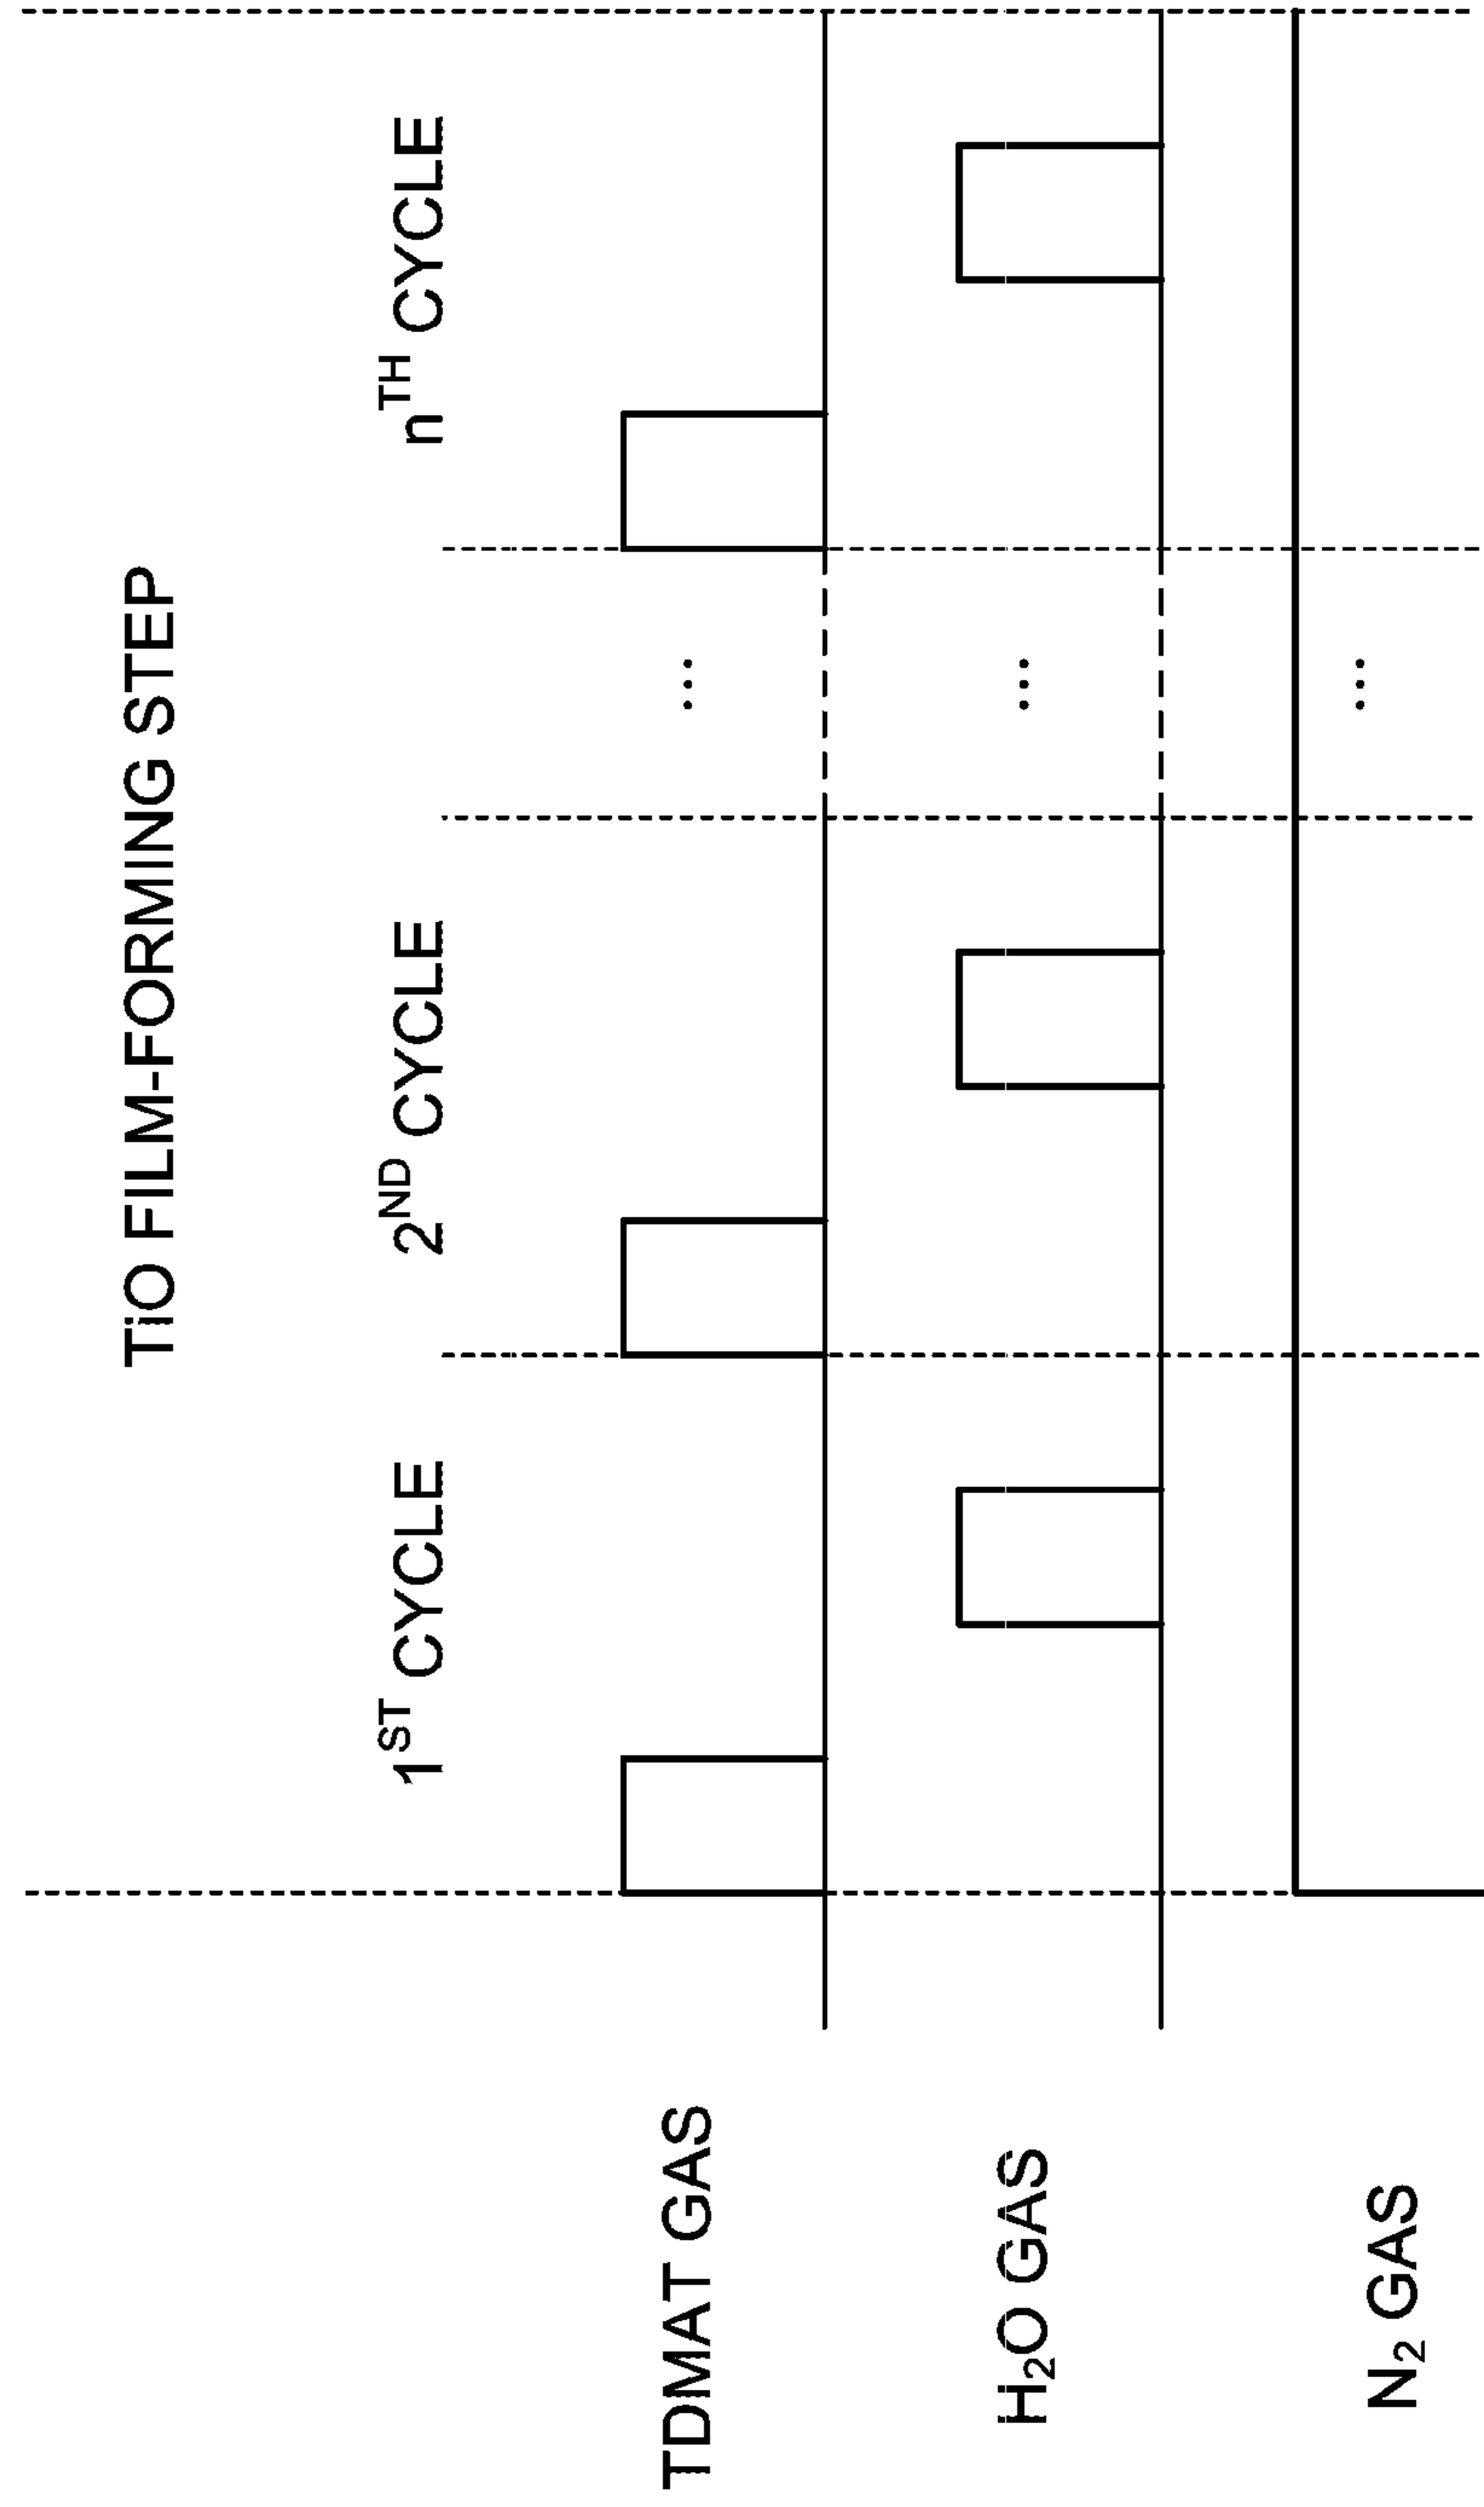 TiO FILM-FORMING STEP
1ST CYCLE
2ND CYCLE
nTH CYCLE
TDMAT GAS
...
H₂O GAS
...
N₂ GAS
...